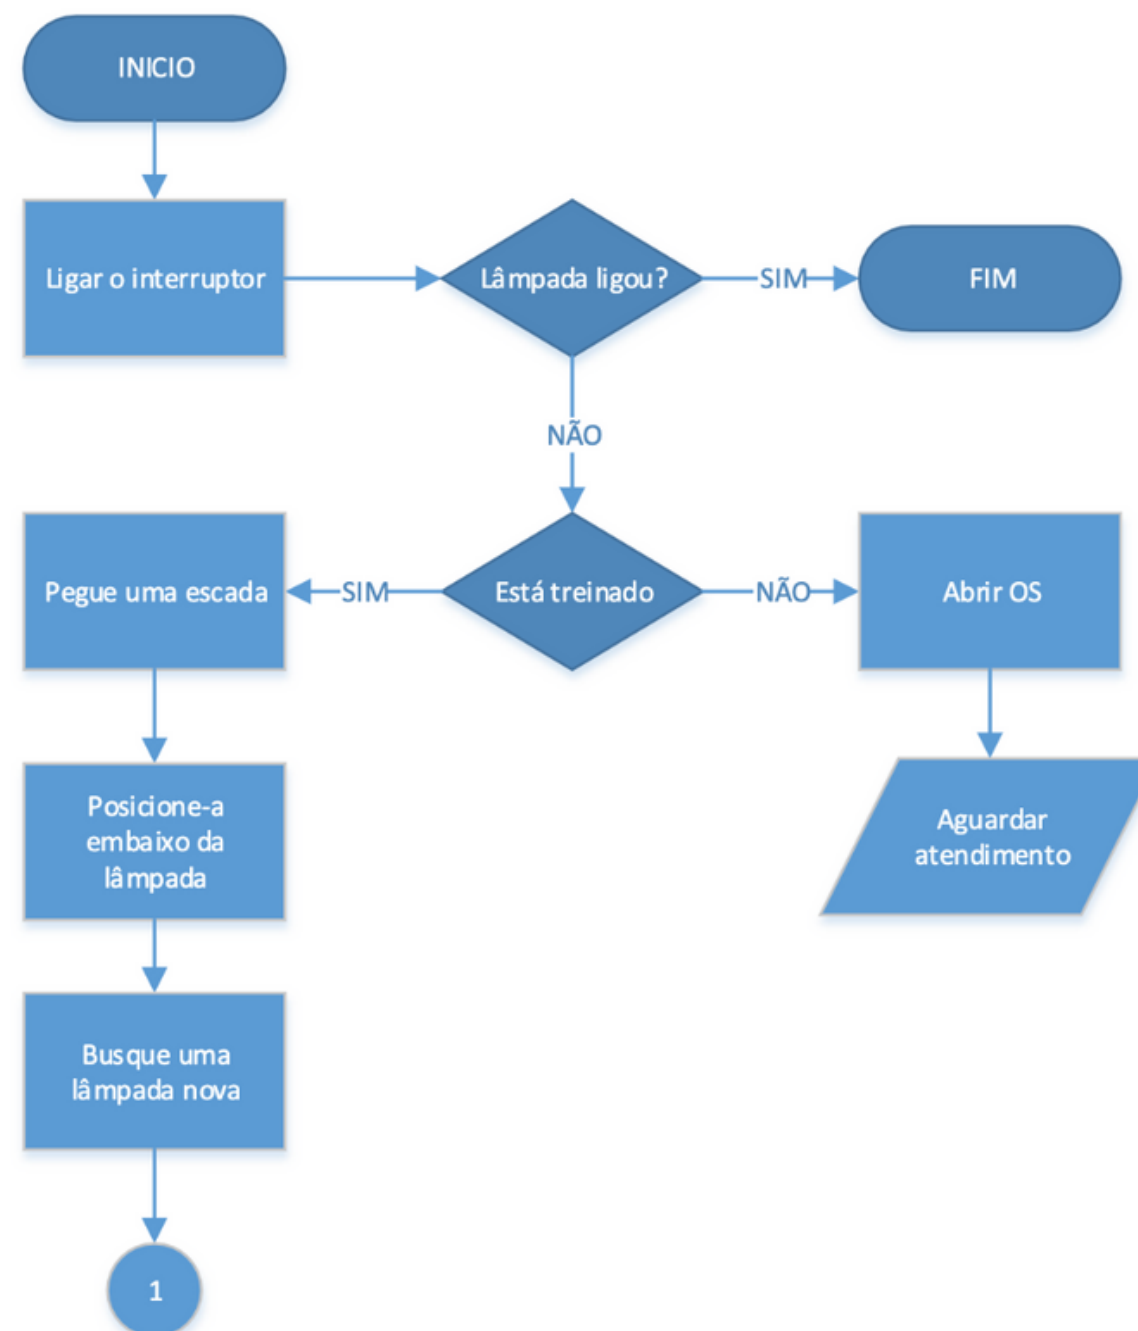 INICIO
Ligar o interruptor
Lâmpada ligou?
SIM
FIM
NÃO
Pegue uma escada
SIM
Está treinado
NÃO
Abrir OS
Posicione-a
embaixo da
lâmpada
Aguardar
atendimento
Busque uma
lâmpada nova
1